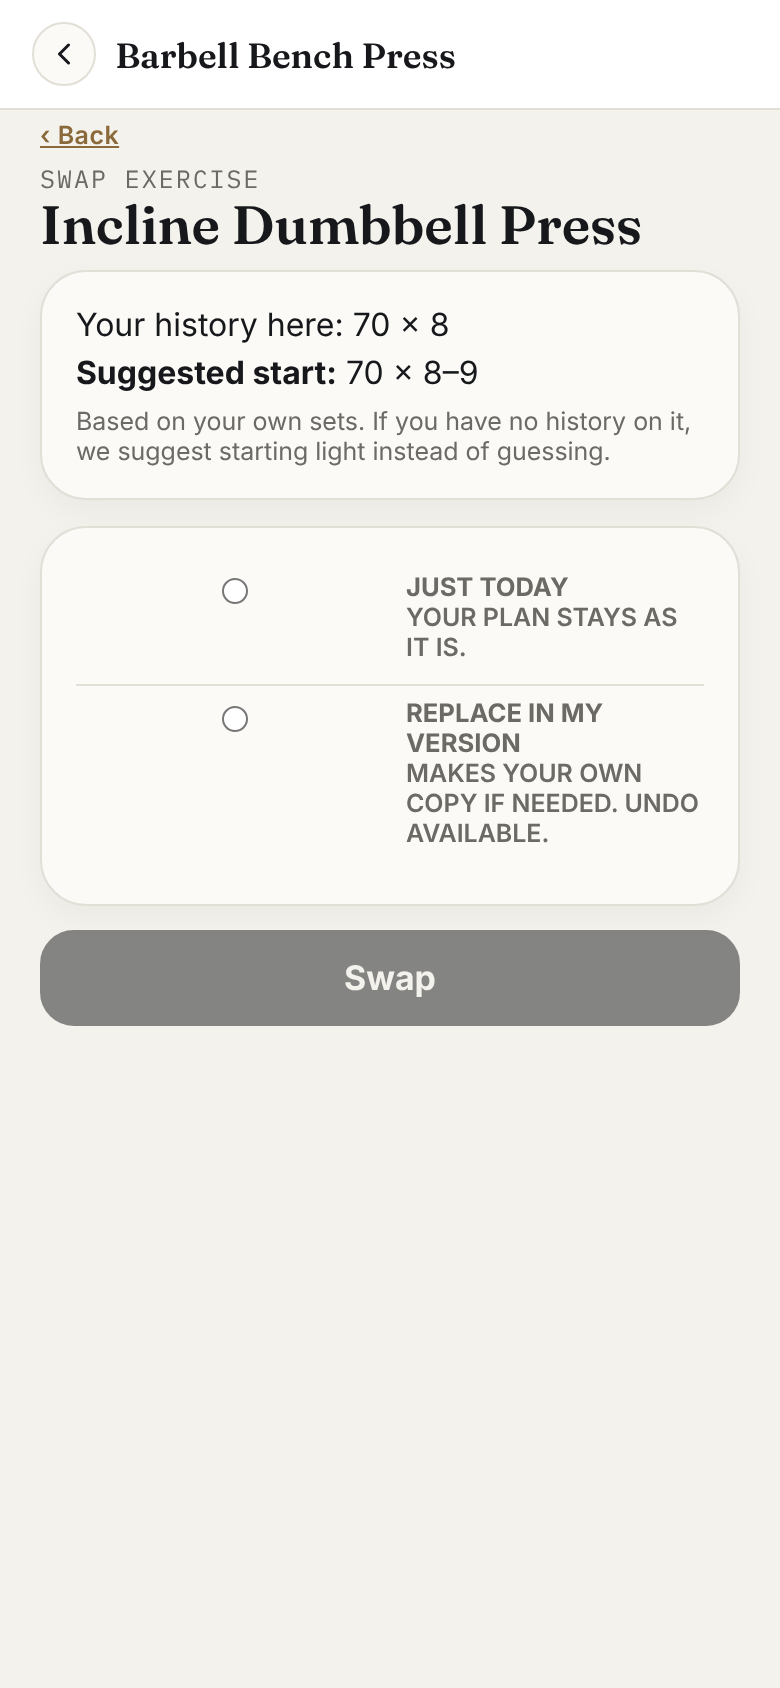 Barbell Bench Press
‹ Back
SWAP EXERCISE
Incline Dumbbell Press
Your history here: 70 × 8
Suggested start: 70 × 8–9
Based on your own sets. If you have no history on it,
we suggest starting light instead of guessing.
JUST TODAY
YOUR PLAN STAYS AS
IT IS.
REPLACE IN MY
VERSION
MAKES YOUR OWN
COPY IF NEEDED. UNDO
AVAILABLE.
Swap